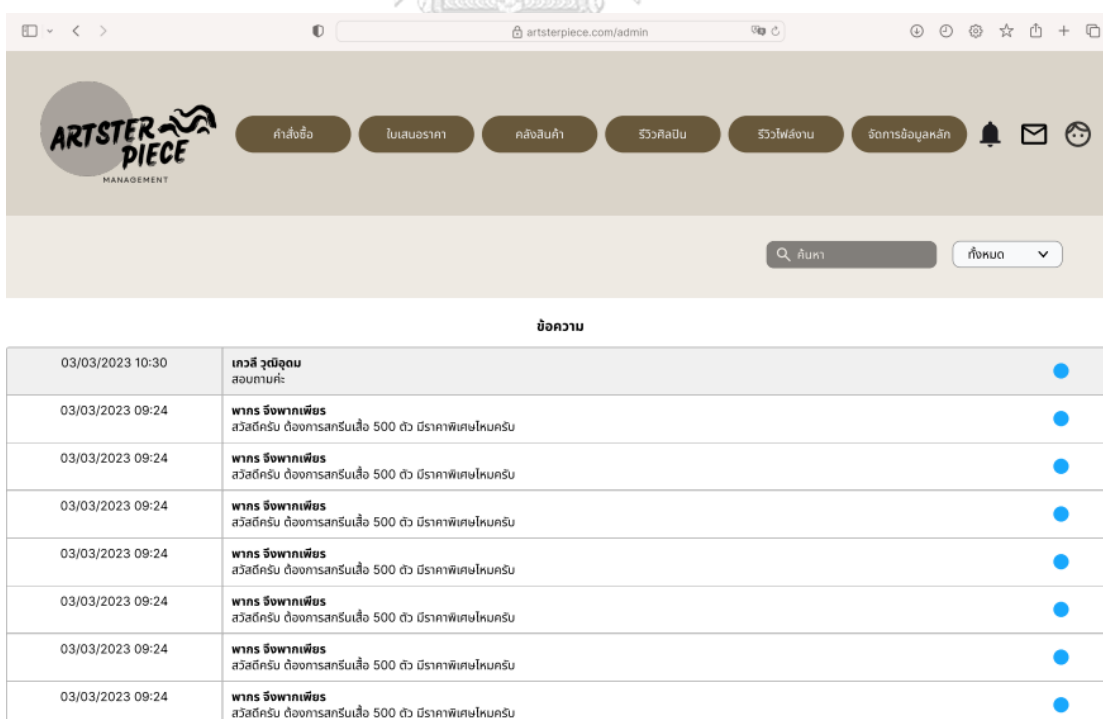 artsterpiece.com/admin
ARTSTER
PIECE
MANAGEMENT
คำสั่งซื้อ
ใบเสนอราคา
คลังสินค้า
รีวิวศิลปิน
รีวิวไฟล์งาน
จัดการข้อมูลหลัก
ค้นหา
ทั้งหมด
ข้อความ
03/03/2023 10:30
เกวลี วุฒิอุดม
สอบถามค่ะ
03/03/2023 09:24
พากร จึงพากเพียร
สวัสดีครับ ต้องการสกรีนเสื้อ 500 ตัว มีราคาพิเศษไหมครับ
03/03/2023 09:24
พากร จึงพากเพียร
สวัสดีครับ ต้องการสกรีนเสื้อ 500 ตัว มีราคาพิเศษไหมครับ
03/03/2023 09:24
พากร จึงพากเพียร
สวัสดีครับ ต้องการสกรีนเสื้อ 500 ตัว มีราคาพิเศษไหมครับ
03/03/2023 09:24
พากร จึงพากเพียร
สวัสดีครับ ต้องการสกรีนเสื้อ 500 ตัว มีราคาพิเศษไหมครับ
03/03/2023 09:24
พากร จึงพากเพียร
สวัสดีครับ ต้องการสกรีนเสื้อ 500 ตัว มีราคาพิเศษไหมครับ
03/03/2023 09:24
พากร จึงพากเพียร
สวัสดีครับ ต้องการสกรีนเสื้อ 500 ตัว มีราคาพิเศษไหมครับ
03/03/2023 09:24
พากร จึงพากเพียร
สวัสดีครับ ต้องการสกรีนเสื้อ 500 ตัว มีราคาพิเศษไหมครับ